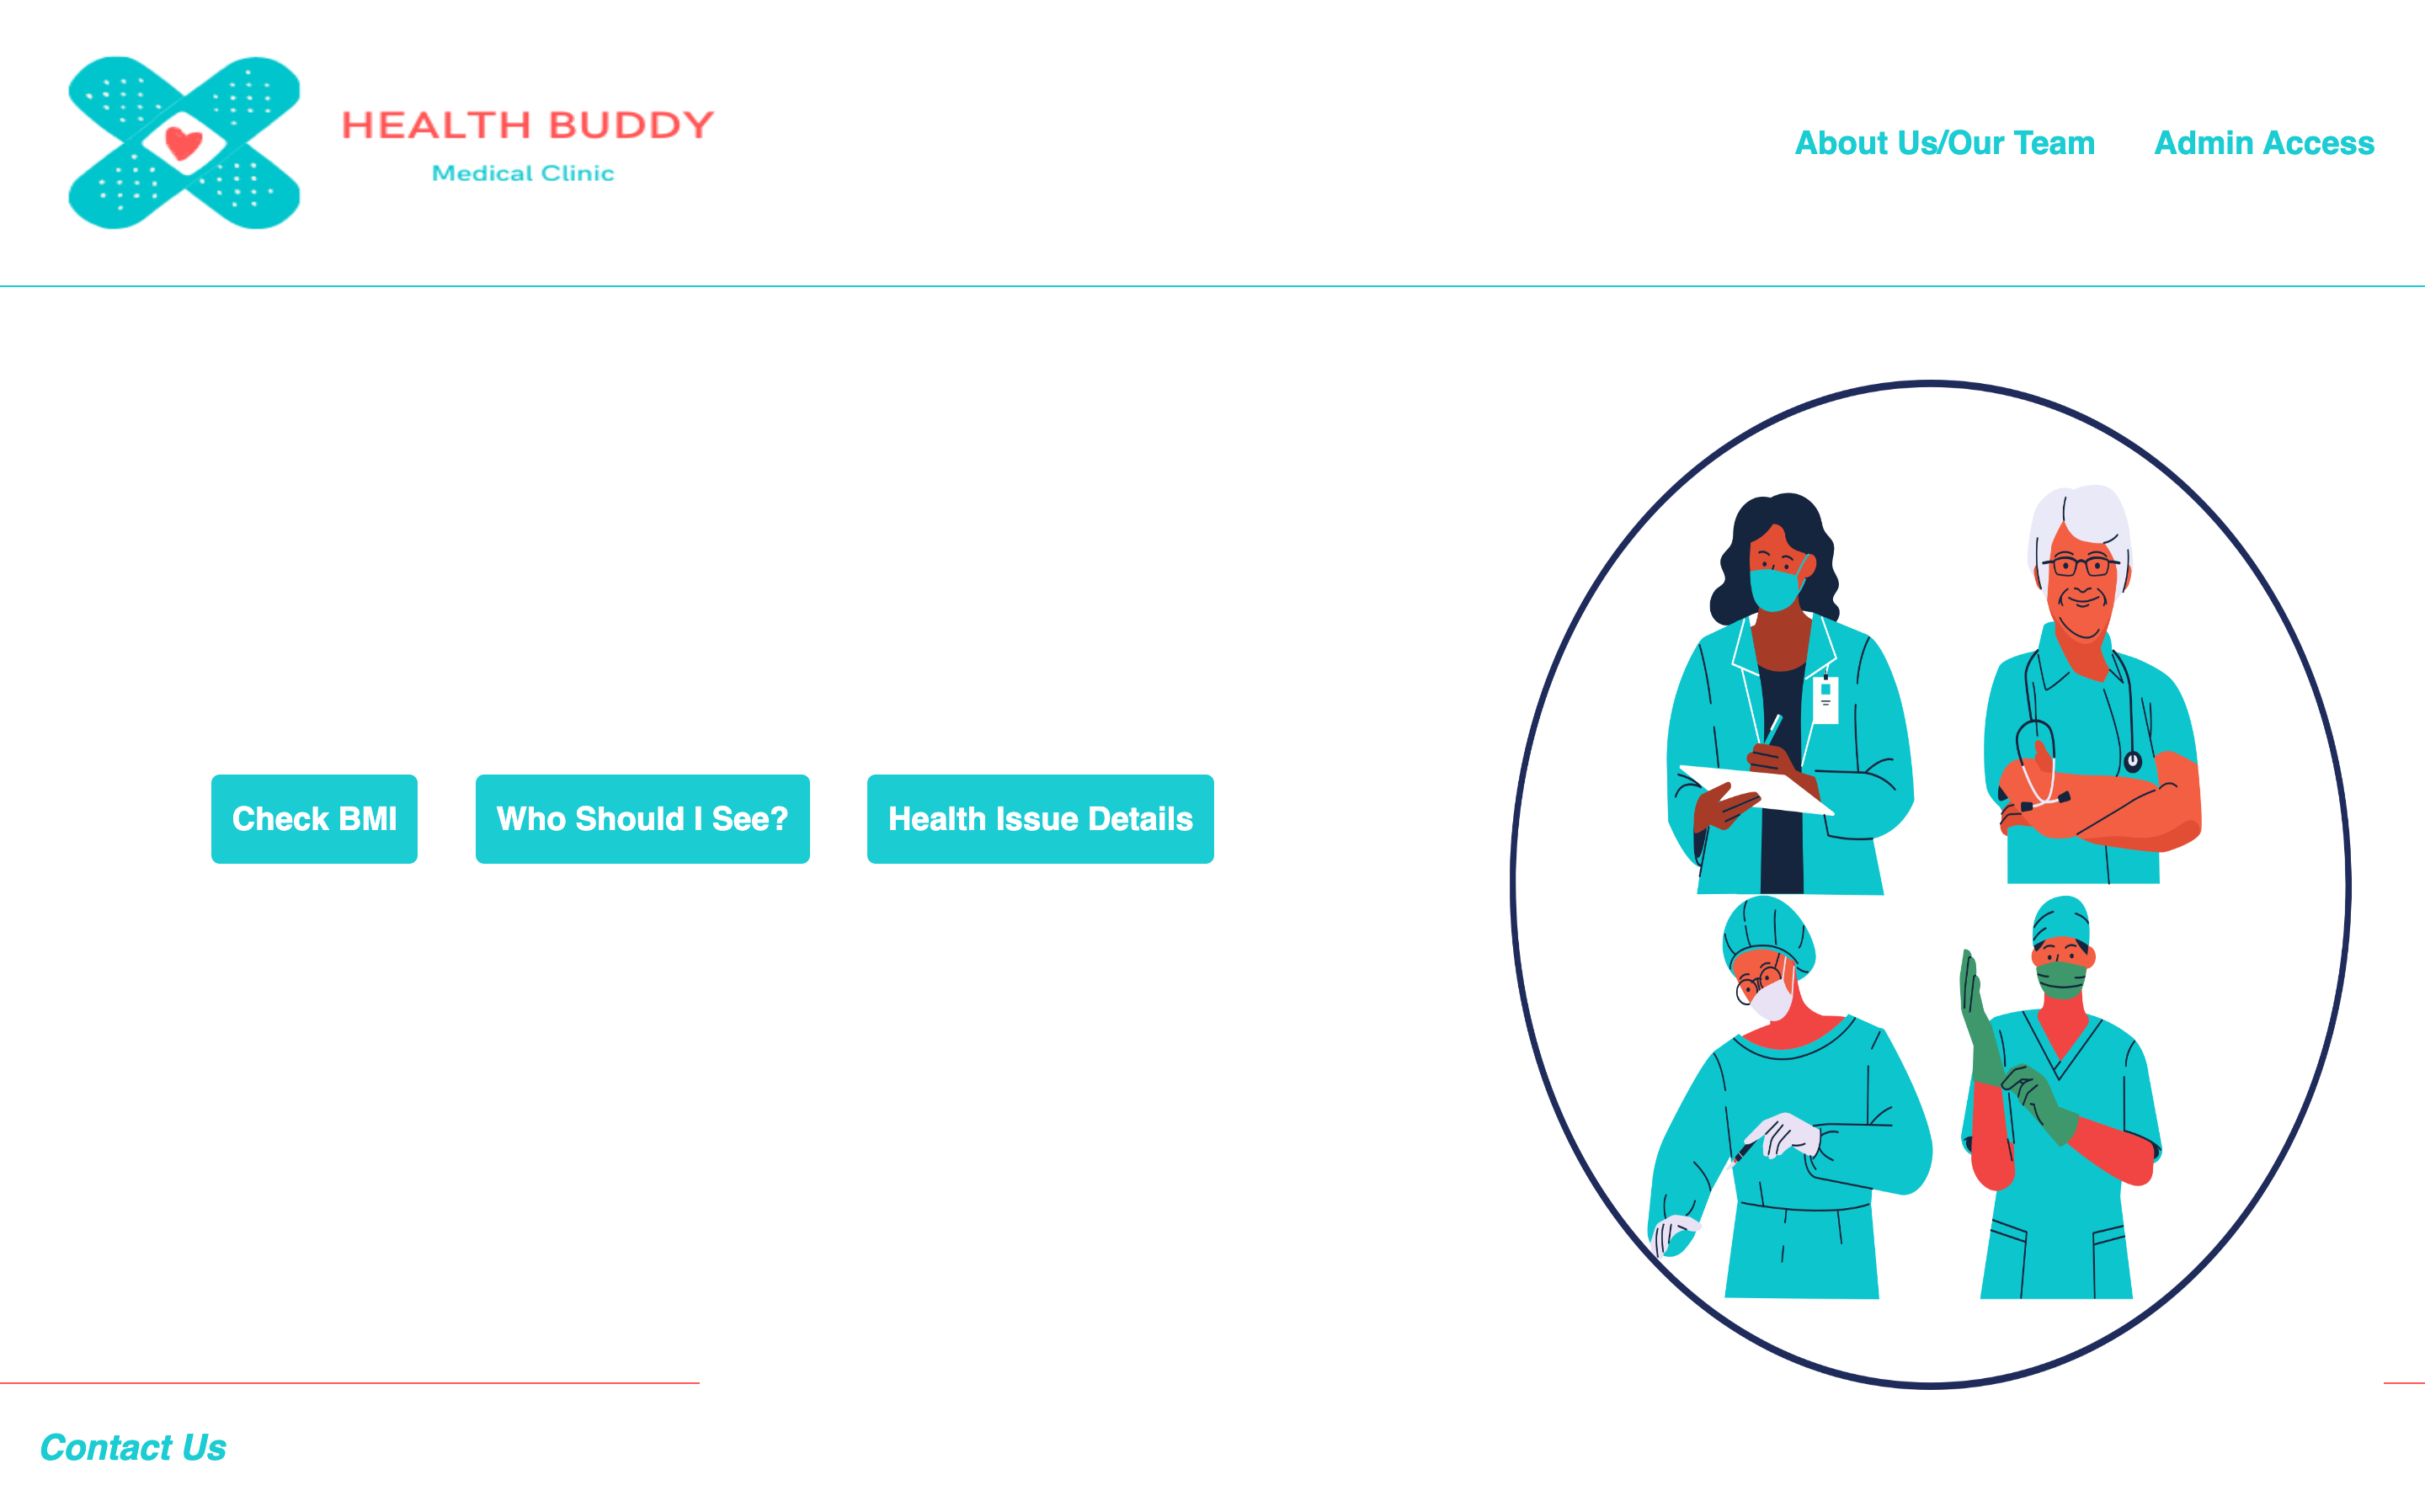 HEALTH BUDDY
Medical Clinic
About Us/Our Team
Admin Access
Check BMI
Who Should I See?
Health Issue Details
Contact Us